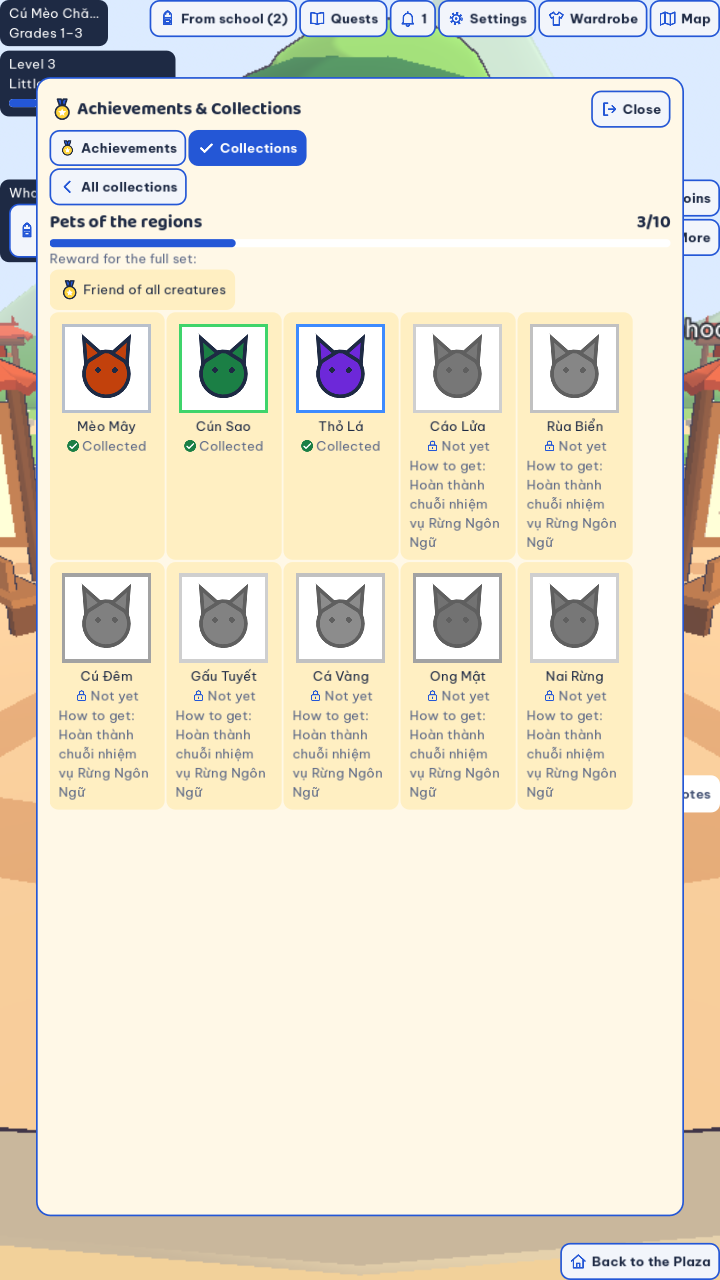 Cú Mèo Chă...
Grades 1–3
From school (2)
Quests
1
Settings
Wardrobe
Map
Level 3
Achievements & Collections
Close
Achievements
Collections
All collections
Pets of the regions
3/10
Reward for the full set:
Friend of all creatures
Mèo Mây
Collected
Cún Sao
Collected
Thỏ Lá
Collected
Cáo Lửa
Not yet
How to get:
Hoàn thành
chuỗi nhiệm
vụ Rừng Ngôn
Ngữ
Rùa Biển
Not yet
How to get:
Hoàn thành
chuỗi nhiệm
vụ Rừng Ngôn
Ngữ
Cú Đêm
Not yet
How to get:
Hoàn thành
chuỗi nhiệm
vụ Rừng Ngôn
Ngữ
Gấu Tuyết
Not yet
How to get:
Hoàn thành
chuỗi nhiệm
vụ Rừng Ngôn
Ngữ
Cá Vàng
Not yet
How to get:
Hoàn thành
chuỗi nhiệm
vụ Rừng Ngôn
Ngữ
Ong Mật
Not yet
How to get:
Hoàn thành
chuỗi nhiệm
vụ Rừng Ngôn
Ngữ
Nai Rừng
Not yet
How to get:
Hoàn thành
chuỗi nhiệm
vụ Rừng Ngôn
Ngữ
Back to the Plaza